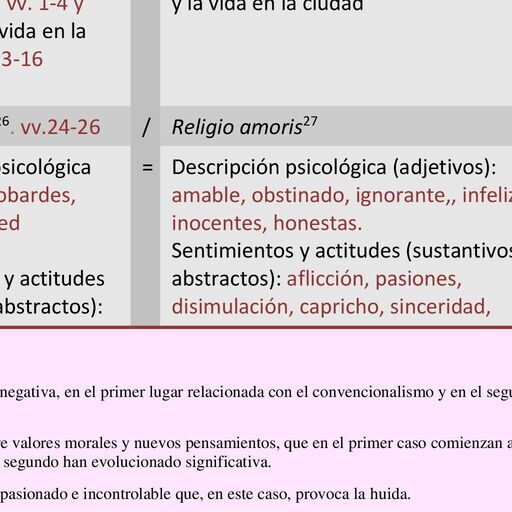 vv. 1-4 y
vida en la
3-16
y la vida en la ciudad
26. vv.24-26
/
Religio amoris27
sicológica
obardes,
ed
y actitudes
abstractos):
=
Descripción psicológica (adjetivos):
amable, obstinado, ignorante,, infeliz
inocentes, honestas.
Sentimientos y actitudes (sustantivos
abstractos): aflicción, pasiones,
disimulación, capricho, sinceridad,
negativa, en el primer lugar relacionada con el convencionalismo y en el segu
e valores morales y nuevos pensamientos, que en el primer caso comienzan a
segundo han evolucionado significativa.
pasionado e incontrolable que, en este caso, provoca la huida.